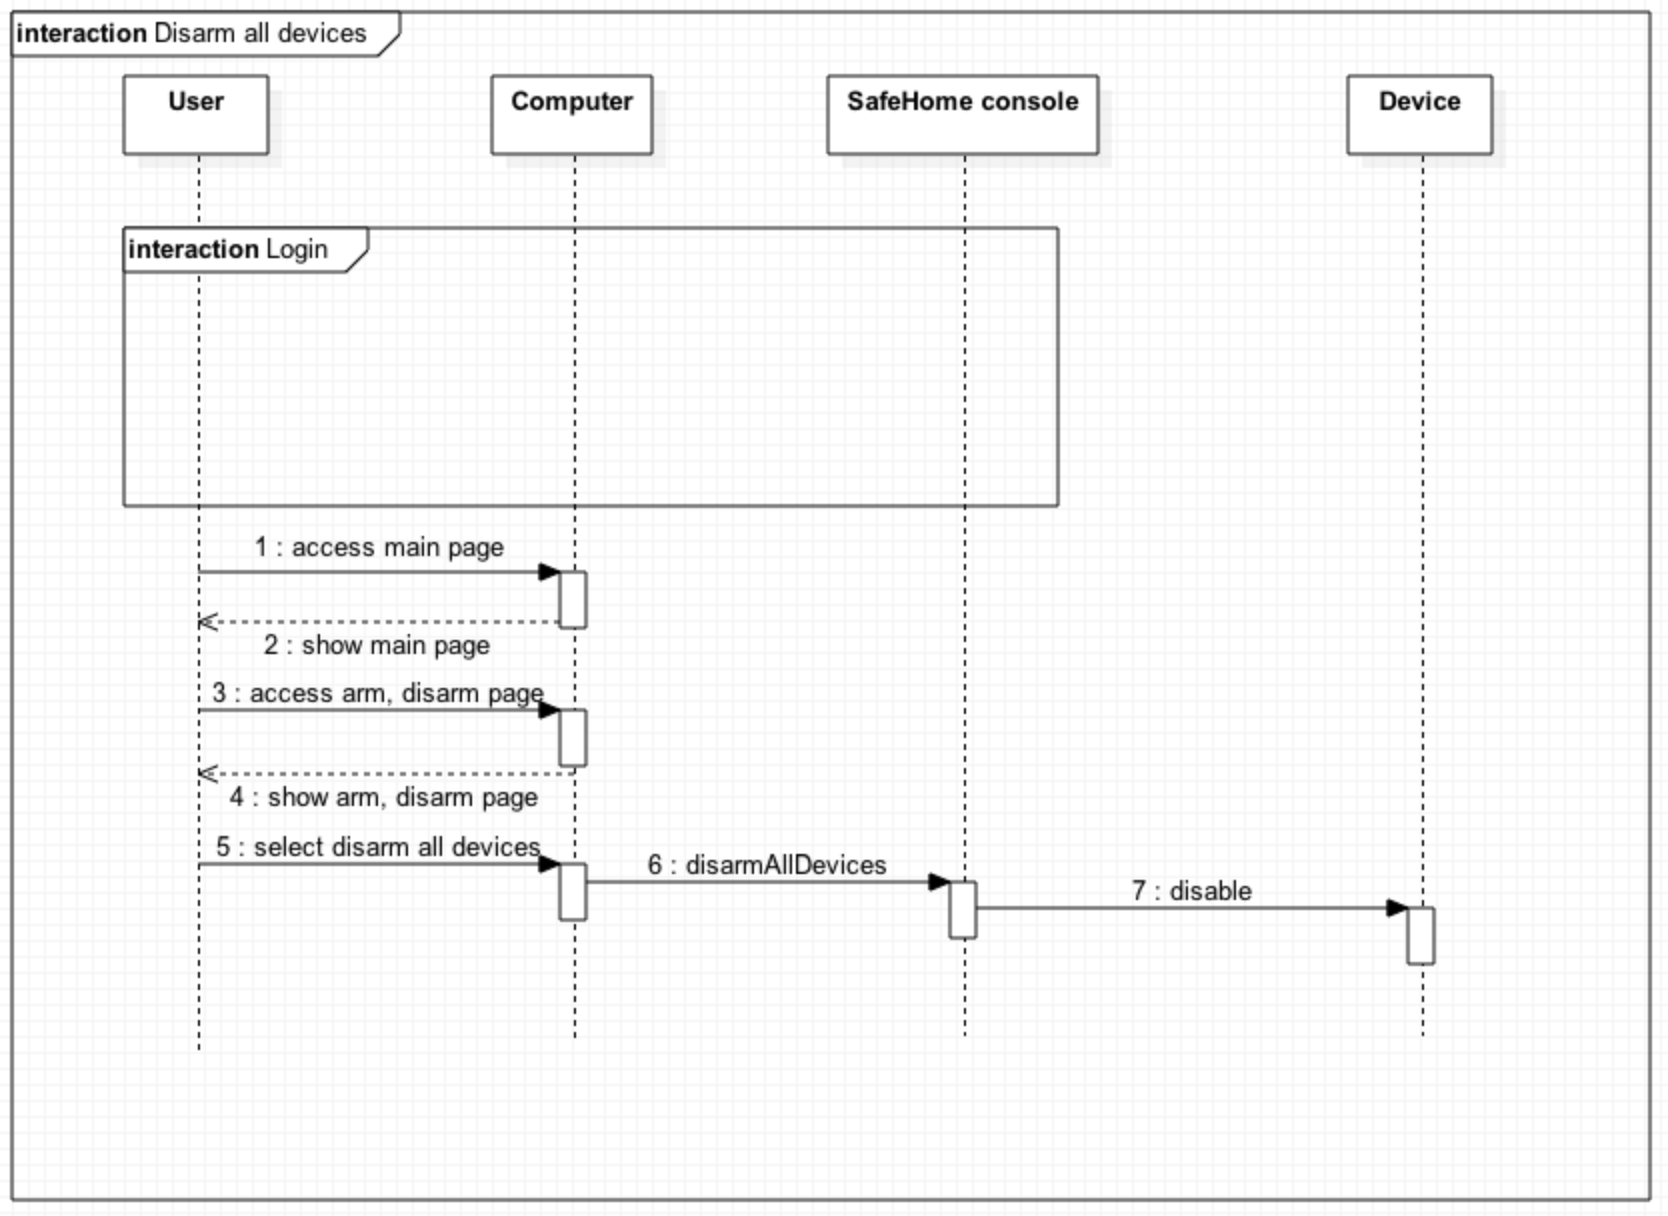 interaction Disarm all devices
User
Computer
SafeHome console
Device
interaction Login
1 : access main page
2 : show main page
3 : access arm, disarm page
4 : show arm, disarm page
5 : select disarm all devices
6 : disarmAllDevices
7 : disable